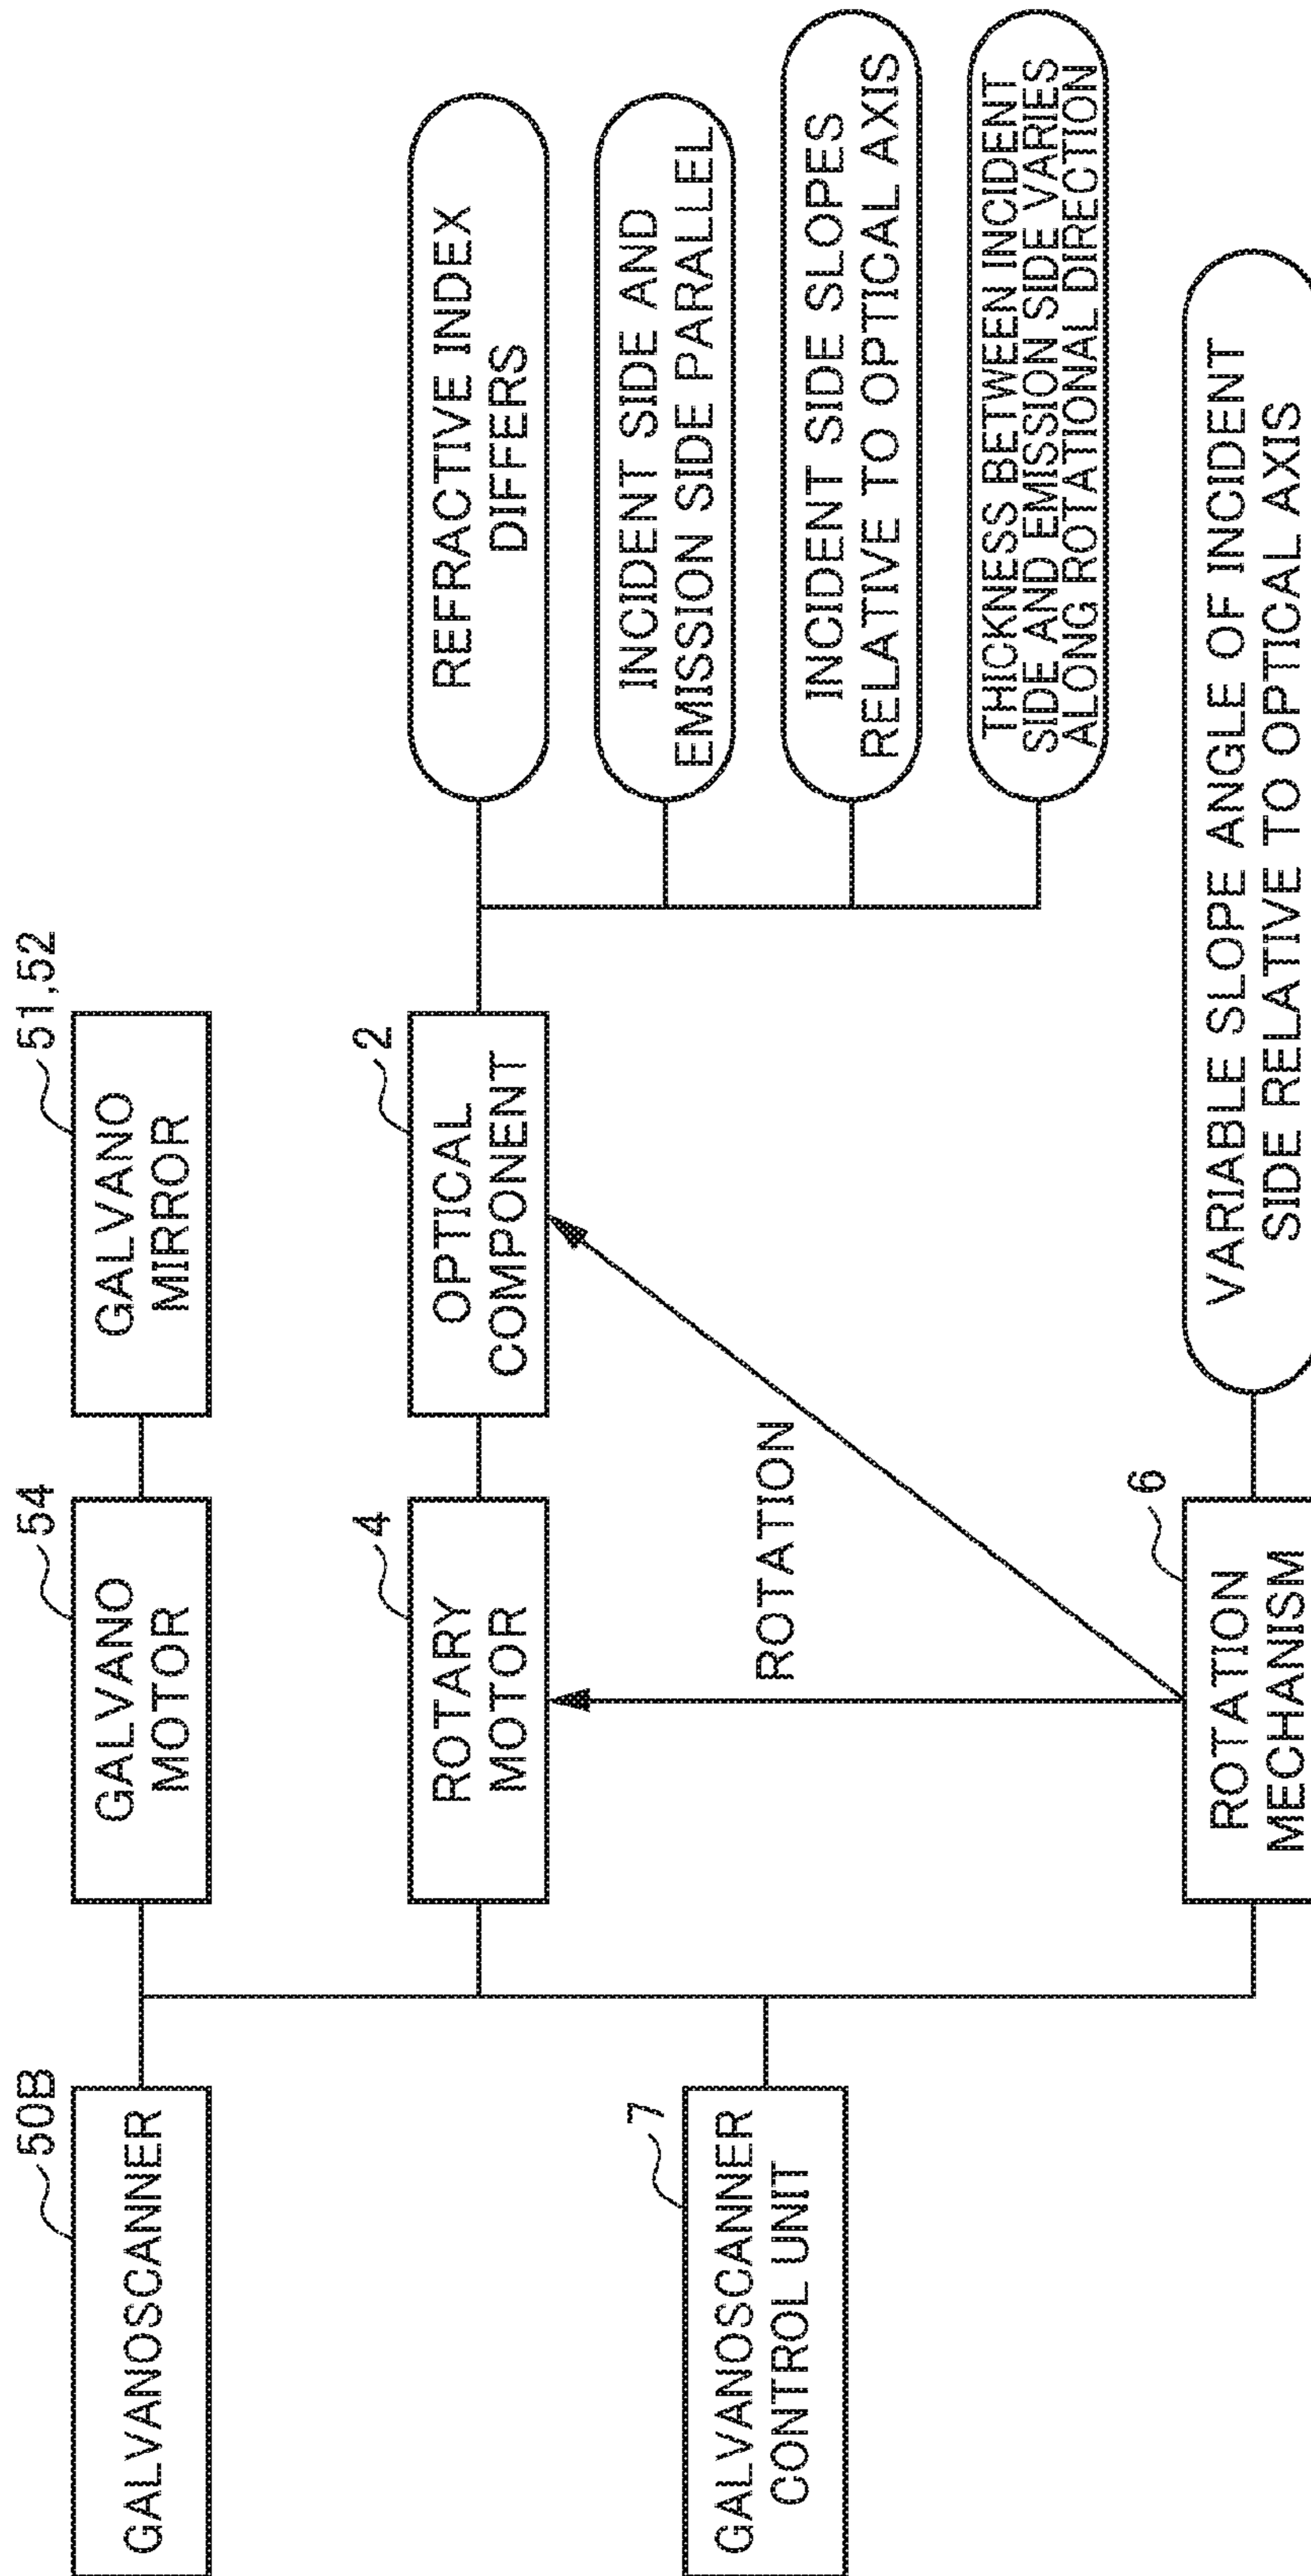 50B
GALVANOSCANNER
54
GALVANO
MOTOR
51,52
GALVANO
MIRROR
4
ROTARY
MOTOR
2
OPTICAL
COMPONENT
REFRACTIVE INDEX
DIFFERS
INCIDENT SIDE AND
EMISSION SIDE PARALLEL
INCIDENT SIDE SLOPES
RELATIVE TO OPTICAL AXIS
THICKNESS BETWEEN INCIDENT
SIDE AND EMISSION SIDE VARIES
ALONG ROTATIONAL DIRECTION
7
GALVANOSCANNER
CONTROL UNIT
ROTATION
6
ROTATION
MECHANISM
VARIABLE SLOPE ANGLE OF INCIDENT
SIDE RELATIVE TO OPTICAL AXIS